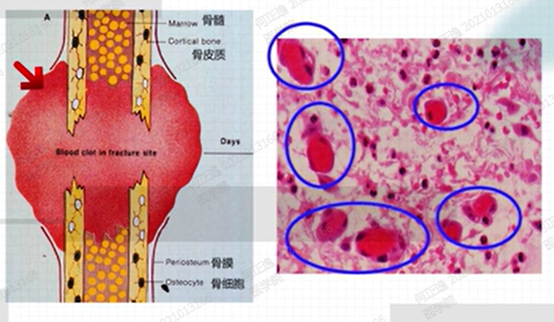 A
Marrow 骨髓
Cortical bone
骨皮质
Blood clot in fracture site
Days
Periosteum 骨膜
Osteocyte 骨细胞